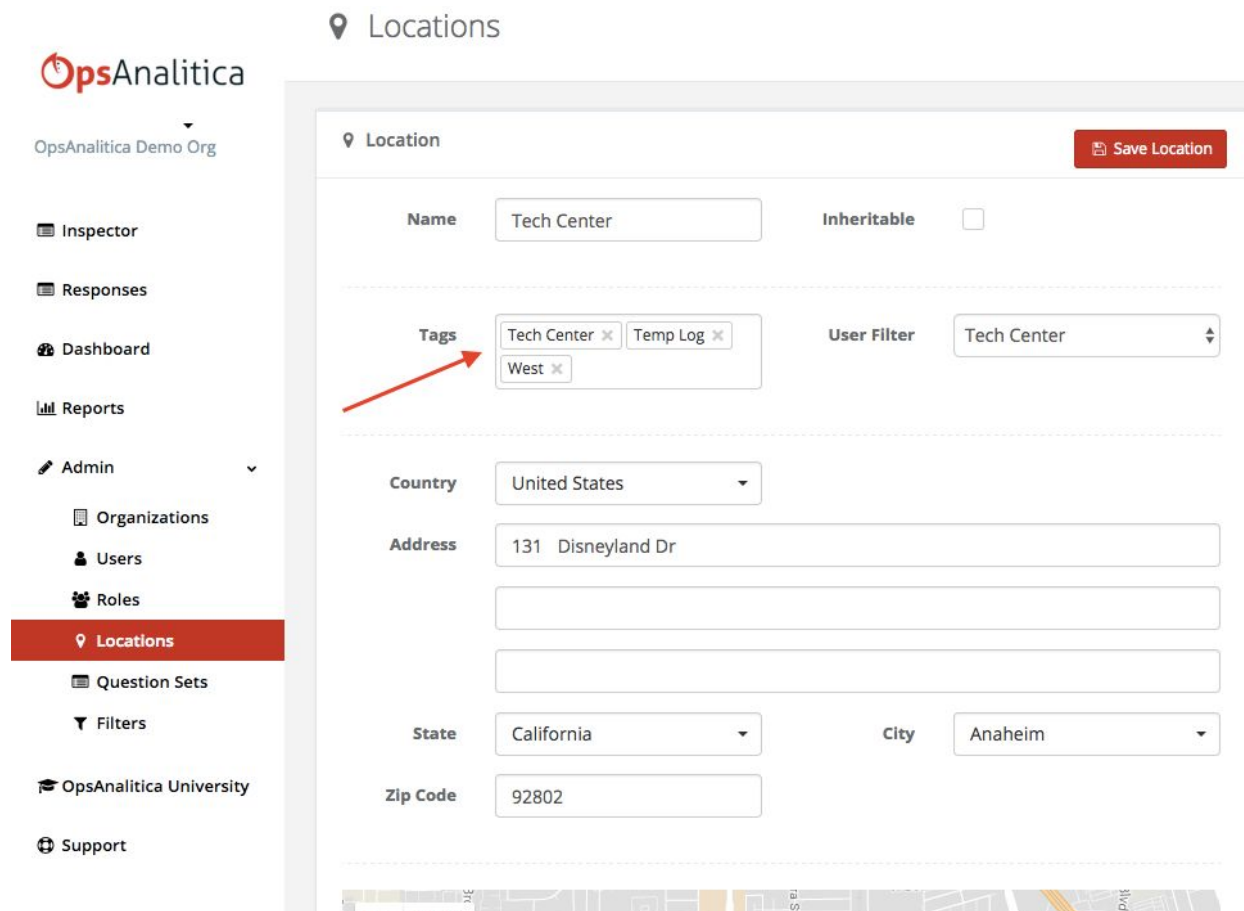 Locations
OpsAnalitica
OpsAnalitica Demo Org
Inspector
Responses
Dashboard
Reports
Admin
Organizations
Users
Roles
Locations
Question Sets
Filters
OpsAnalitica University
Support
Location
Save Location
Name
Tech Center
Inheritable
Tags
Tech Center
Temp Log
West
User Filter
Tech Center
Country
United States
Address
131 Disneyland Dr
State
California
City
Anaheim
Zip Code
92802